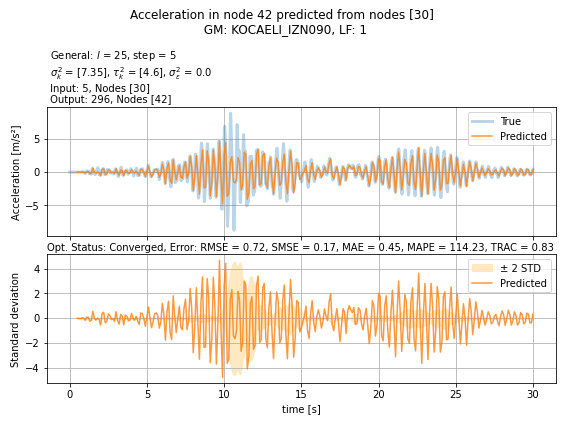 Acceleration in node 42 predicted from nodes [30]
GM: KOCAELI_IZN090, LF: 1
General: l = 25, step = 5
σ²_k = [7.35], τ²_k = [4.6], σ²_ε = 0.0
Input: 5, Nodes [30]
Output: 296, Nodes [42]
True
Predicted
Acceleration [m/s²]
5
0
−5
Opt. Status: Converged, Error: RMSE = 0.72, SMSE = 0.17, MAE = 0.45, MAPE = 114.23, TRAC = 0.83
± 2 STD
Predicted
Standard deviation
4
2
0
−2
−4
0 5 10 15 20 25 30
time [s]